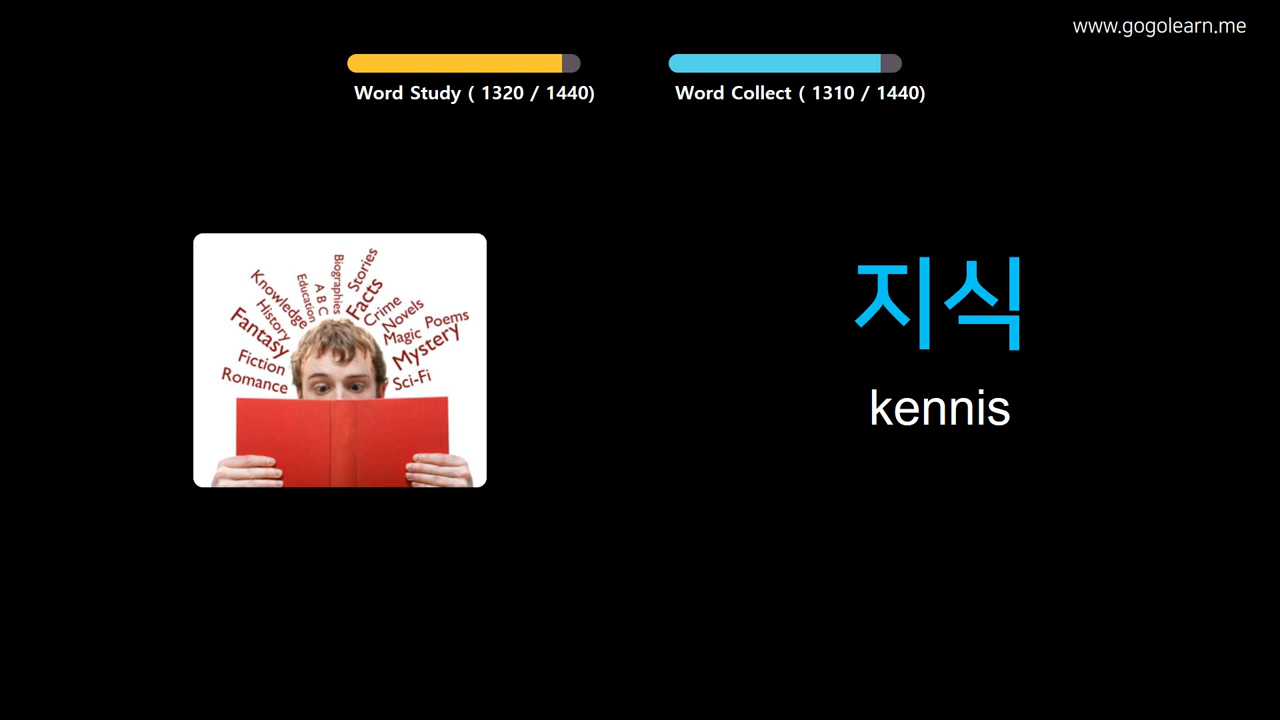 www.gogolearn.me
Word Study ( 1320 / 1440)
Word Collect ( 1310 / 1440)
Knowledge
History
Fantasy
Fiction
Romance
Education
A B C
Biographies
Stories
Facts
Crime
Novels
Magic
Poems
Mystery
Sci-Fi
지식
kennis